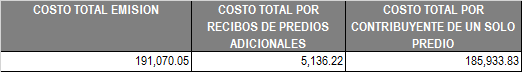 COSTO TOTAL EMISION
COSTO TOTAL POR
RECIBOS DE PREDIOS
ADICIONALES
COSTO TOTAL POR
CONTRIBUYENTE DE UN SOLO
PREDIO
191,070.05
5,136.22
185,933.83